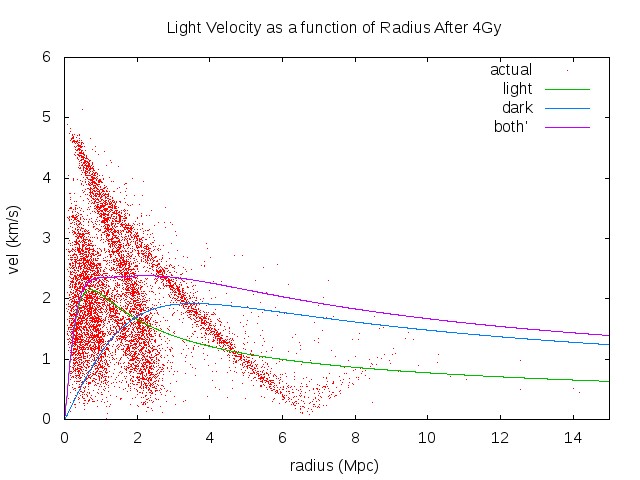 Light Velocity as a function of Radius After 4Gy
actual
light
dark
both'
vel (km/s)
6
5
4
3
2
1
0
0 2 4 6 8 10 12 14
radius (Mpc)